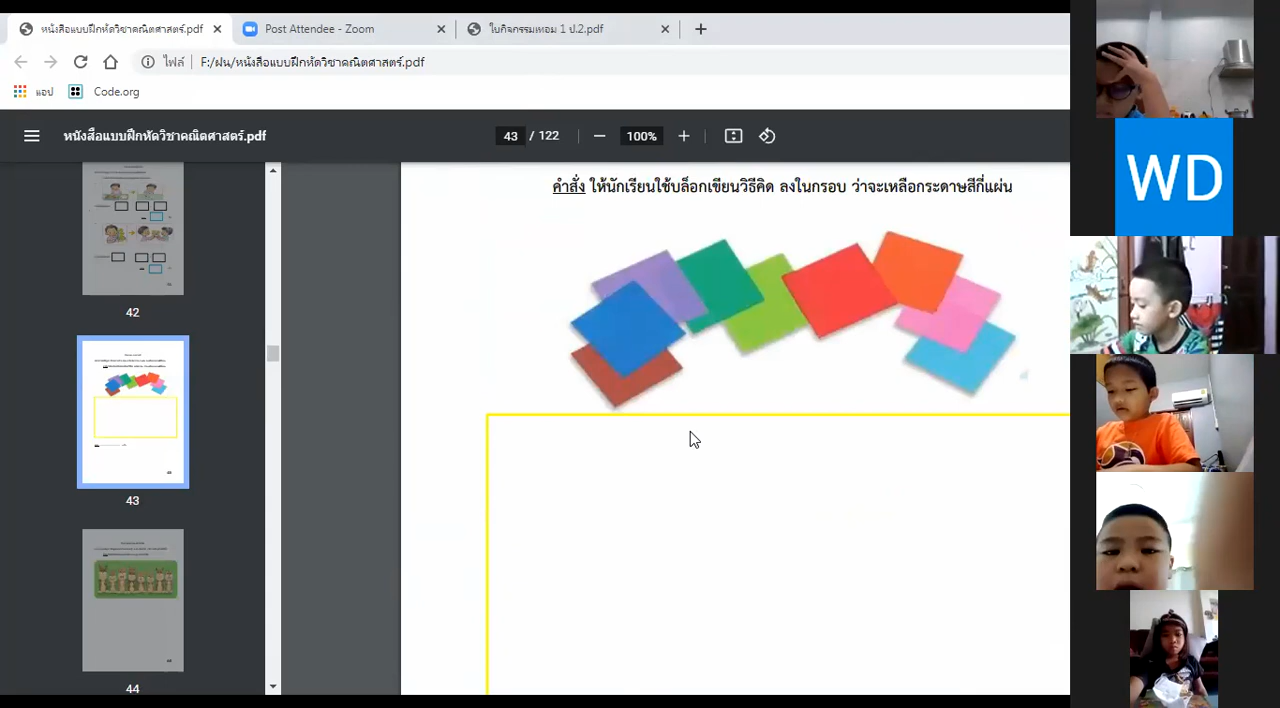 หนังสือแบบฝึกหัดวิชาคณิตศาสตร์.pdf
Post Attendee - Zoom
ใบกิจกรรมเทอม 1 ป.2.pdf
ไฟล์ F:/ฝน/หนังสือแบบฝึกหัดวิชาคณิตศาสตร์.pdf
แอป Code.org
หนังสือแบบฝึกหัดวิชาคณิตศาสตร์.pdf 43 / 122 100%
WD
คำสั่ง ให้นักเรียนใช้บล็อกเขียนวิธีคิด ลงในกรอบ ว่าจะเหลือกระดาษสีกี่แผ่น
42
43
44